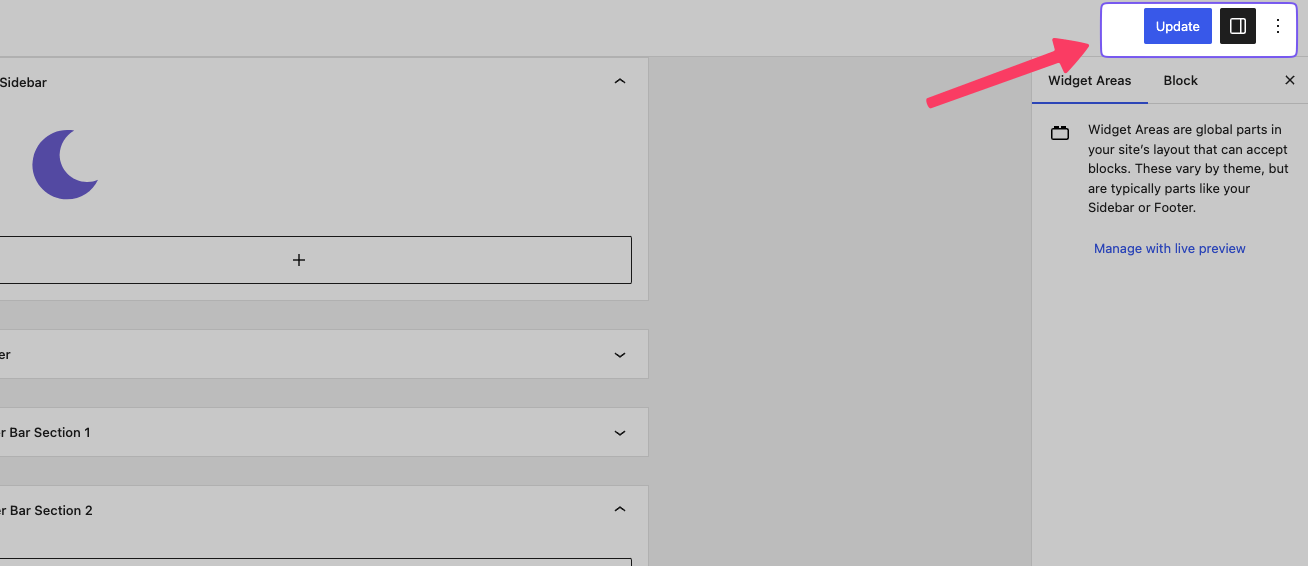 Update
Sidebar
Widget Areas Block
Widget Areas are global parts in
your site's layout that can accept
blocks. These vary by theme, but
are typically parts like your
Sidebar or Footer.
Manage with live preview
er
r Bar Section 1
er Bar Section 2